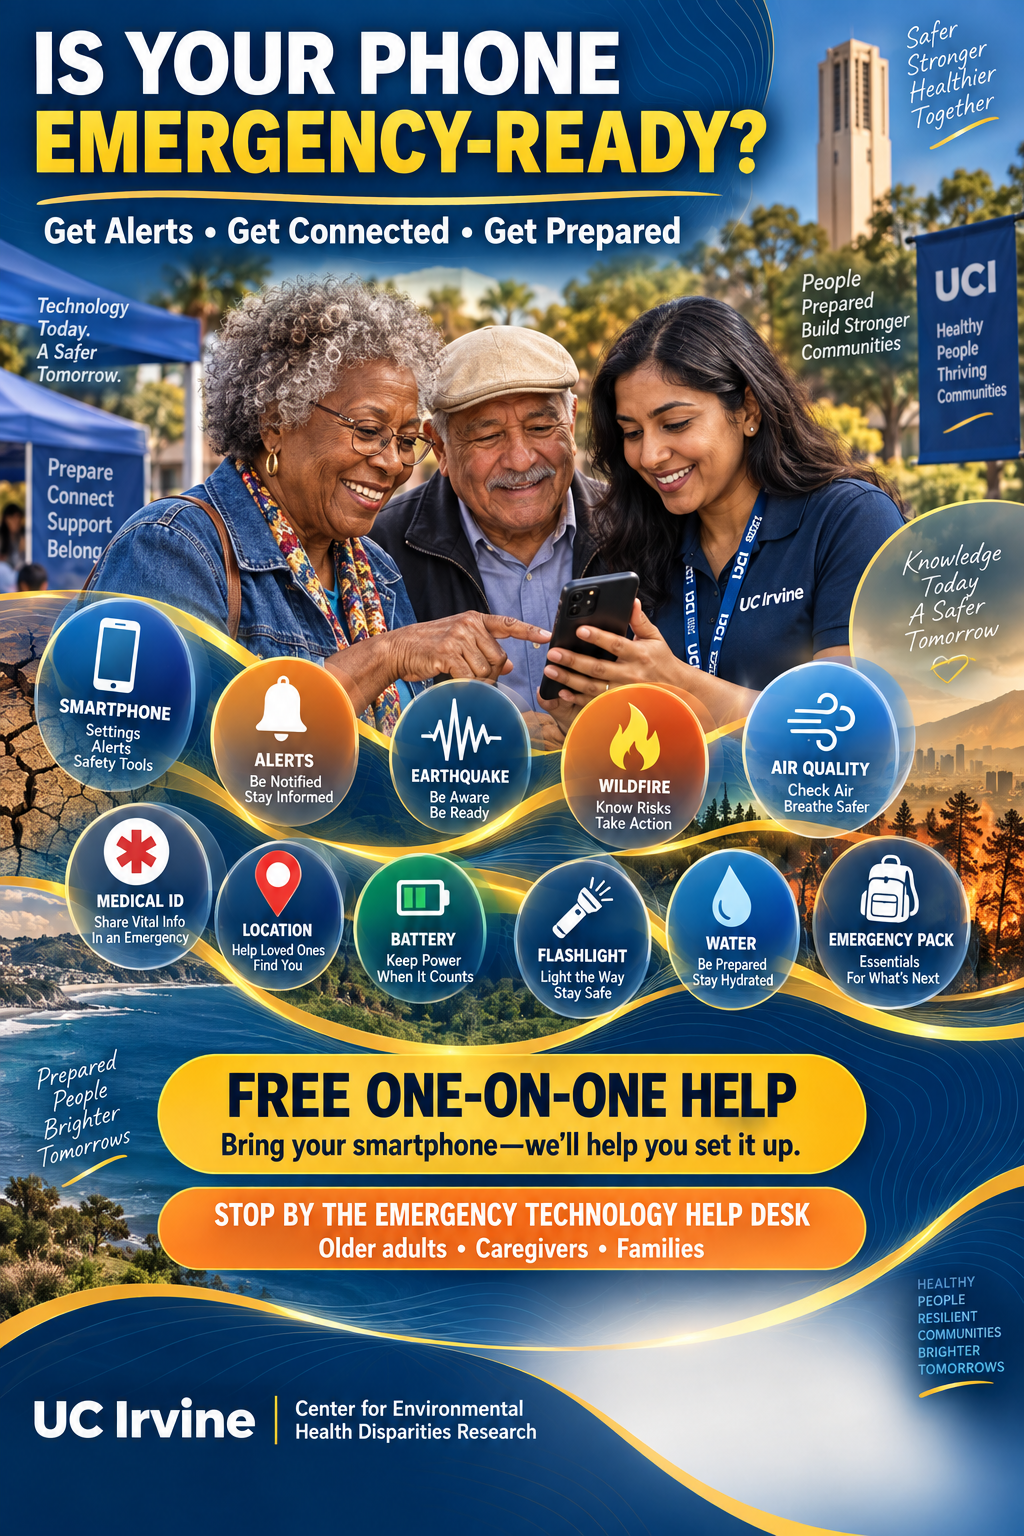 IS YOUR PHONE
EMERGENCY-READY?
Get Alerts • Get Connected • Get Prepared
Safer
Stronger
Healthier
Together
Technology
Today.
A Safer
Tomorrow.
People
Prepared
Build Stronger
Communities
UCI
Healthy
People
Thriving
Communities
Prepare
Connect
Support
Belong
UCI
UCI
UC Irvine
Knowledge
Today
A Safer
Tomorrow
SMARTPHONE
Settings
Alerts
Safety Tools
ALERTS
Be Notified
Stay Informed
EARTHQUAKE
Be Aware
Be Ready
WILDFIRE
Know Risks
Take Action
AIR QUALITY
Check Air
Breathe Safer
MEDICAL ID
Share Vital Info
In an Emergency
LOCATION
Help Loved Ones
Find You
BATTERY
Keep Power
When It Counts
FLASHLIGHT
Light the Way
Stay Safe
WATER
Be Prepared
Stay Hydrated
EMERGENCY PACK
Essentials
For What's Next
Prepared
People
Brighter
Tomorrows
FREE ONE-ON-ONE HELP
Bring your smartphone—we'll help you set it up.
STOP BY THE EMERGENCY TECHNOLOGY HELP DESK
Older adults • Caregivers • Families
HEALTHY
PEOPLE
RESILIENT
COMMUNITIES
BRIGHTER
TOMORROWS
UC Irvine
Center for Environmental
Health Disparities Research